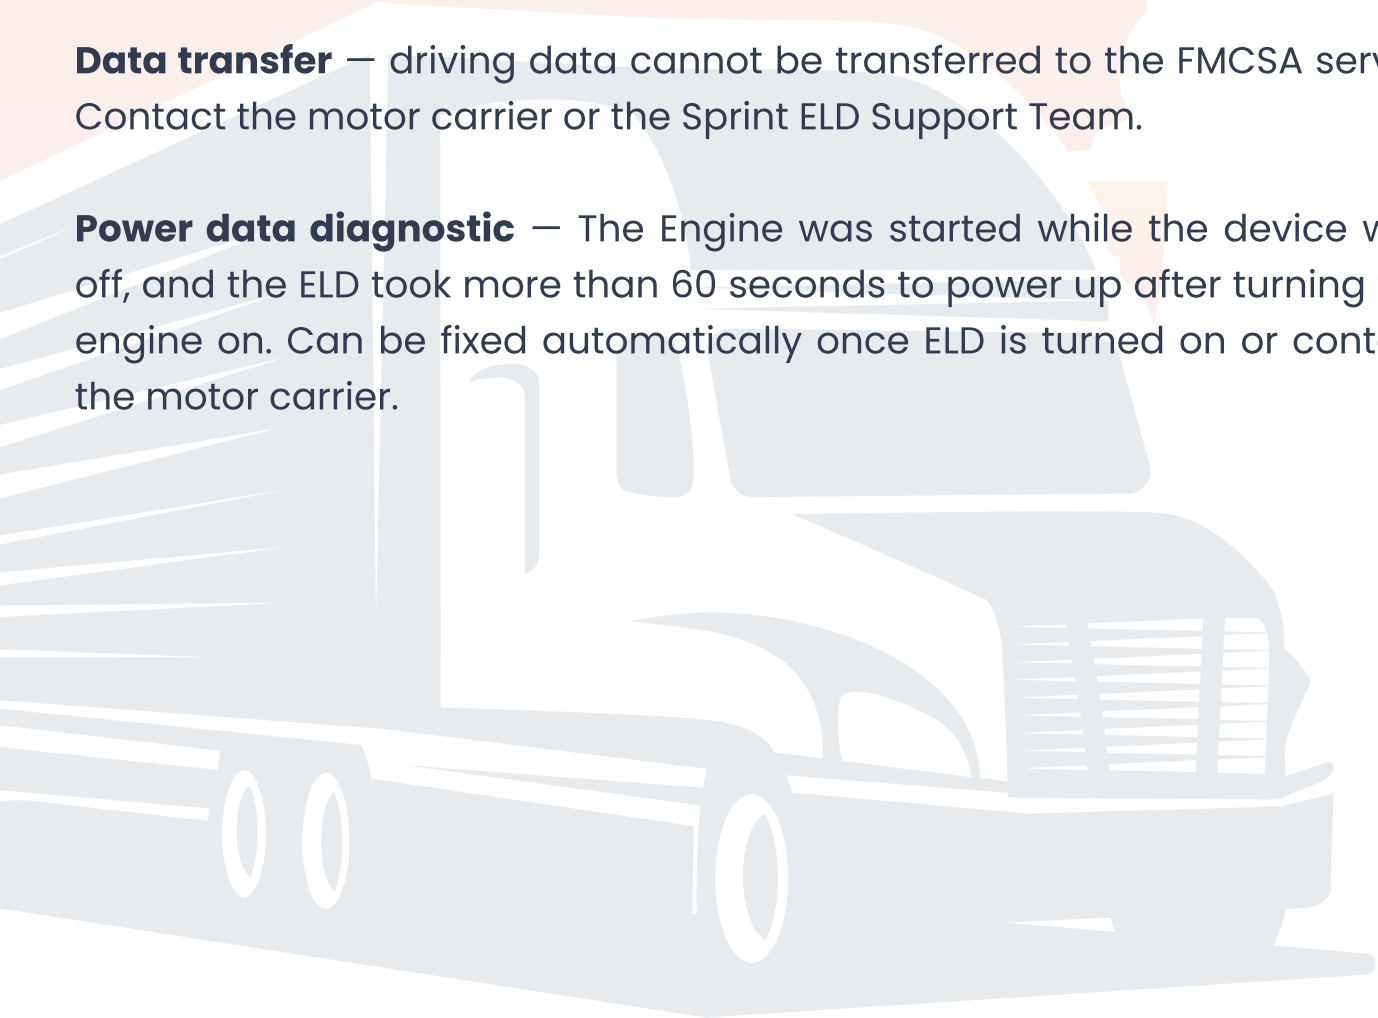 Data transfer — driving data cannot be transferred to the FMCSA
Contact the motor carrier or the Sprint ELD Support Team.
Power data diagnostic — The Engine was started while the device
off, and the ELD took more than 60 seconds to power up after turning
engine on. Can be fixed automatically once ELD is turned on or
the motor carrier.